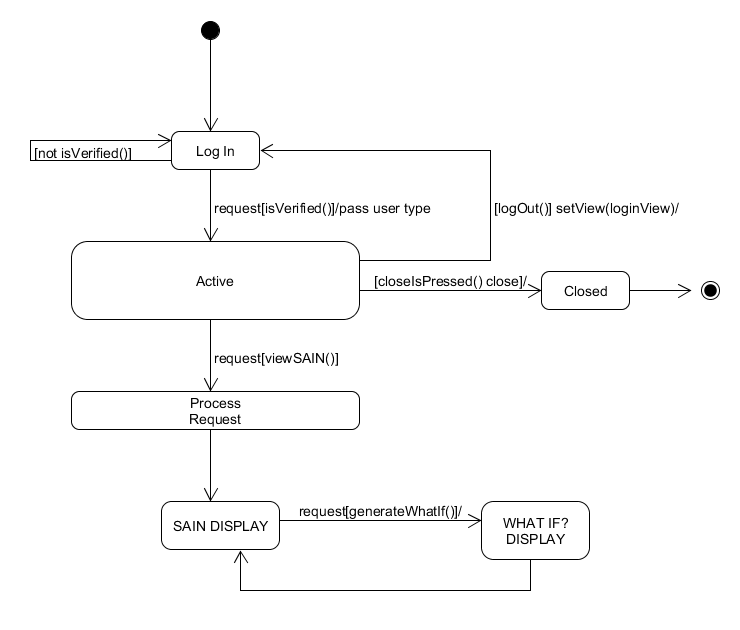 Log In
[not isVerified()]
request[isVerified()]/pass user type
[logOut()] setView(loginView)/
Active
[closeIsPressed() close]/
Closed
request[viewSAIN()]
Process
Request
request[generateWhatIf()]/
SAIN DISPLAY
WHAT IF?
DISPLAY